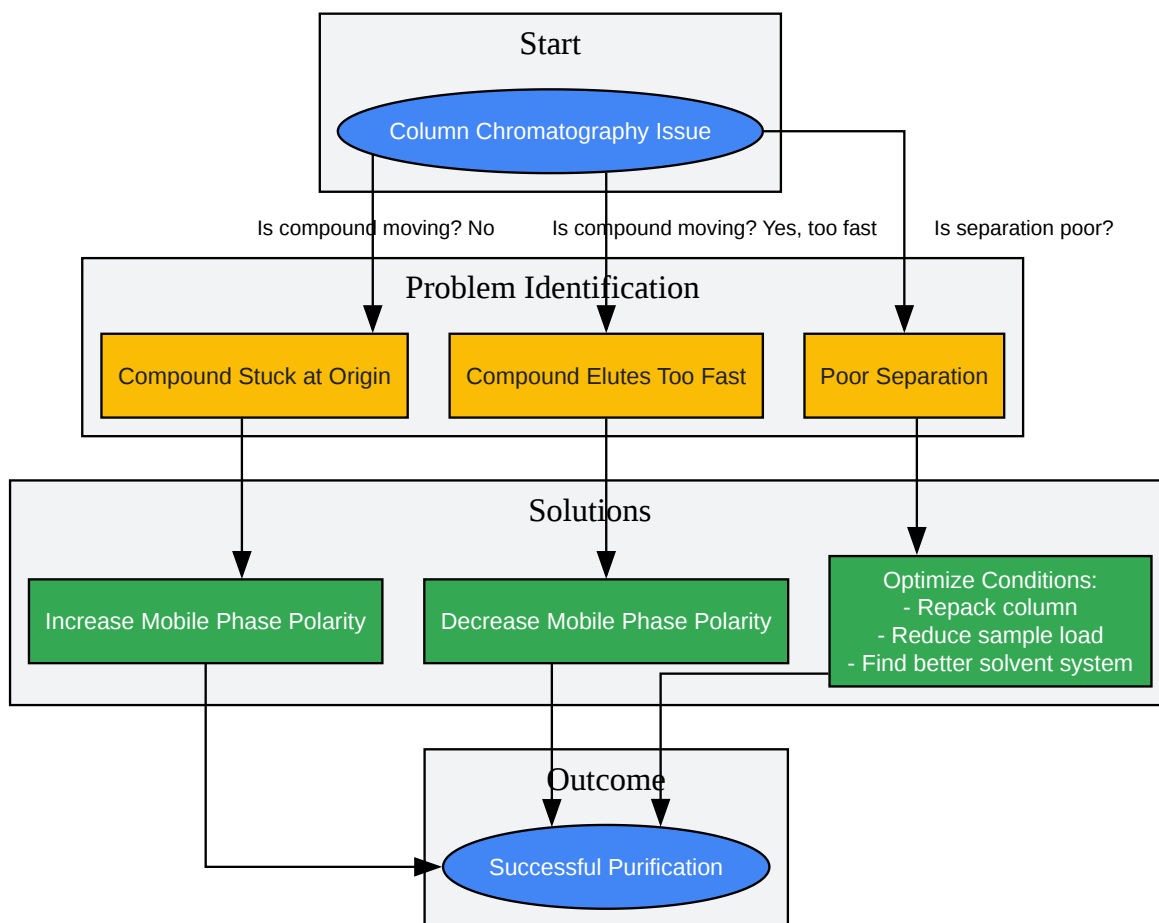 Start
Column Chromatography Issue
Is compound moving? No
Is compound moving? Yes, too fast
Is separation poor?
Problem Identification
Compound Stuck at Origin
Compound Elutes Too Fast
Poor Separation
Solutions
Increase Mobile Phase Polarity
Decrease Mobile Phase Polarity
Optimize Conditions:
- Repack column
- Reduce sample load
- Find better solvent system
Outcome
Successful Purification